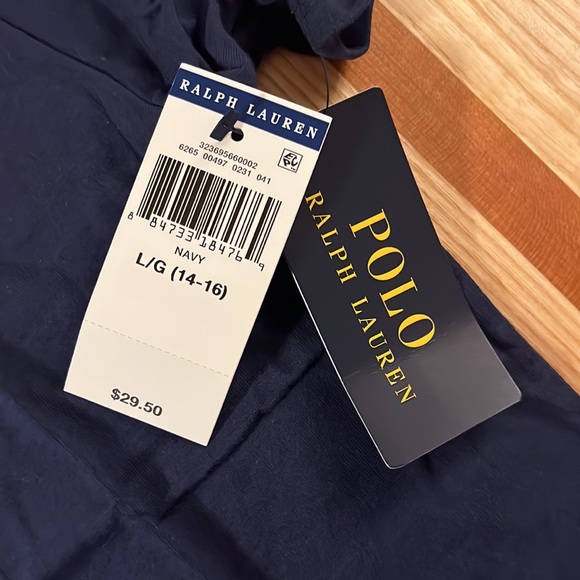 RALPH LAUREN
323695660002
6265 00497 0231 041
8 84733 18476 9
NAVY
L/G (14-16)
$29.50
POLO
RALPH LAUREN